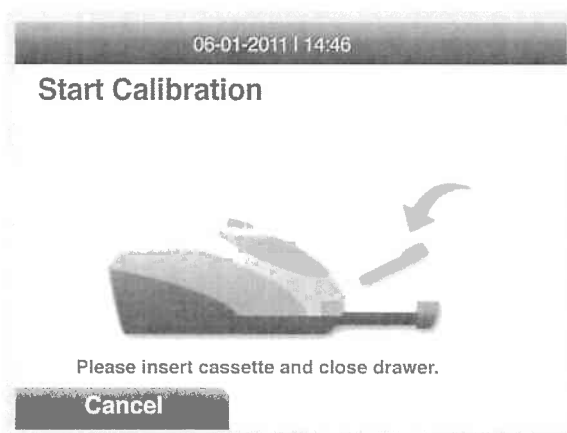 06-01-2011 | 14:46
Start Calibration
Please insert cassette and close drawer.
Cancel